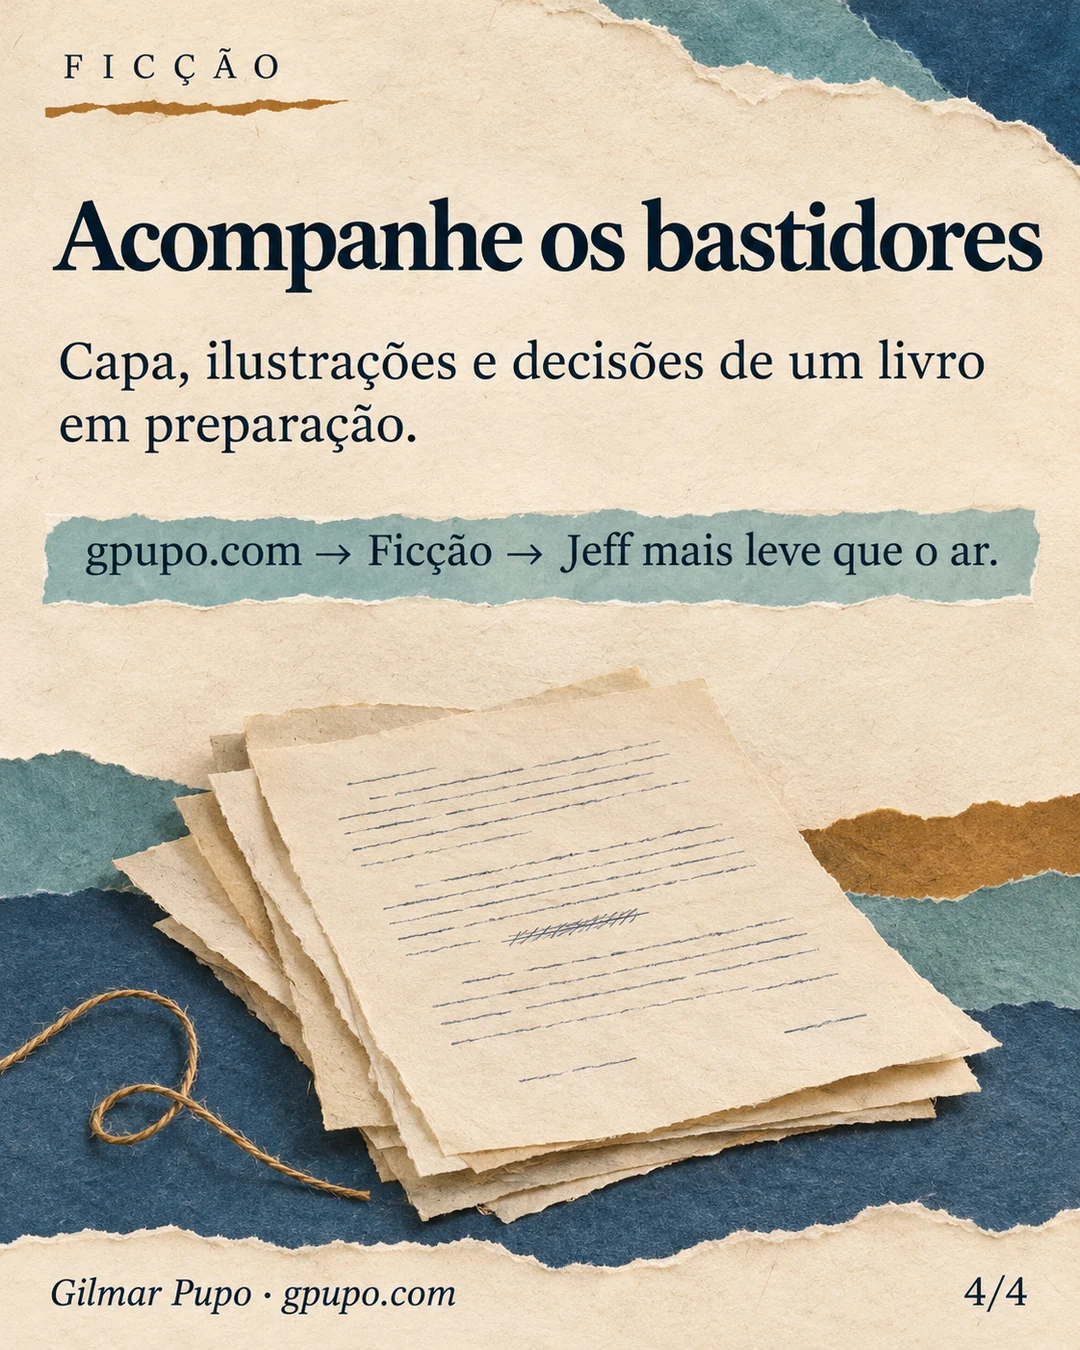 FICÇÃO
Acompanhe os bastidores
Capa, ilustrações e decisões de um livro
em preparação.
gpupo.com → Ficção → Jeff mais leve que o ar.
Gilmar Pupo · gpupo.com
4/4